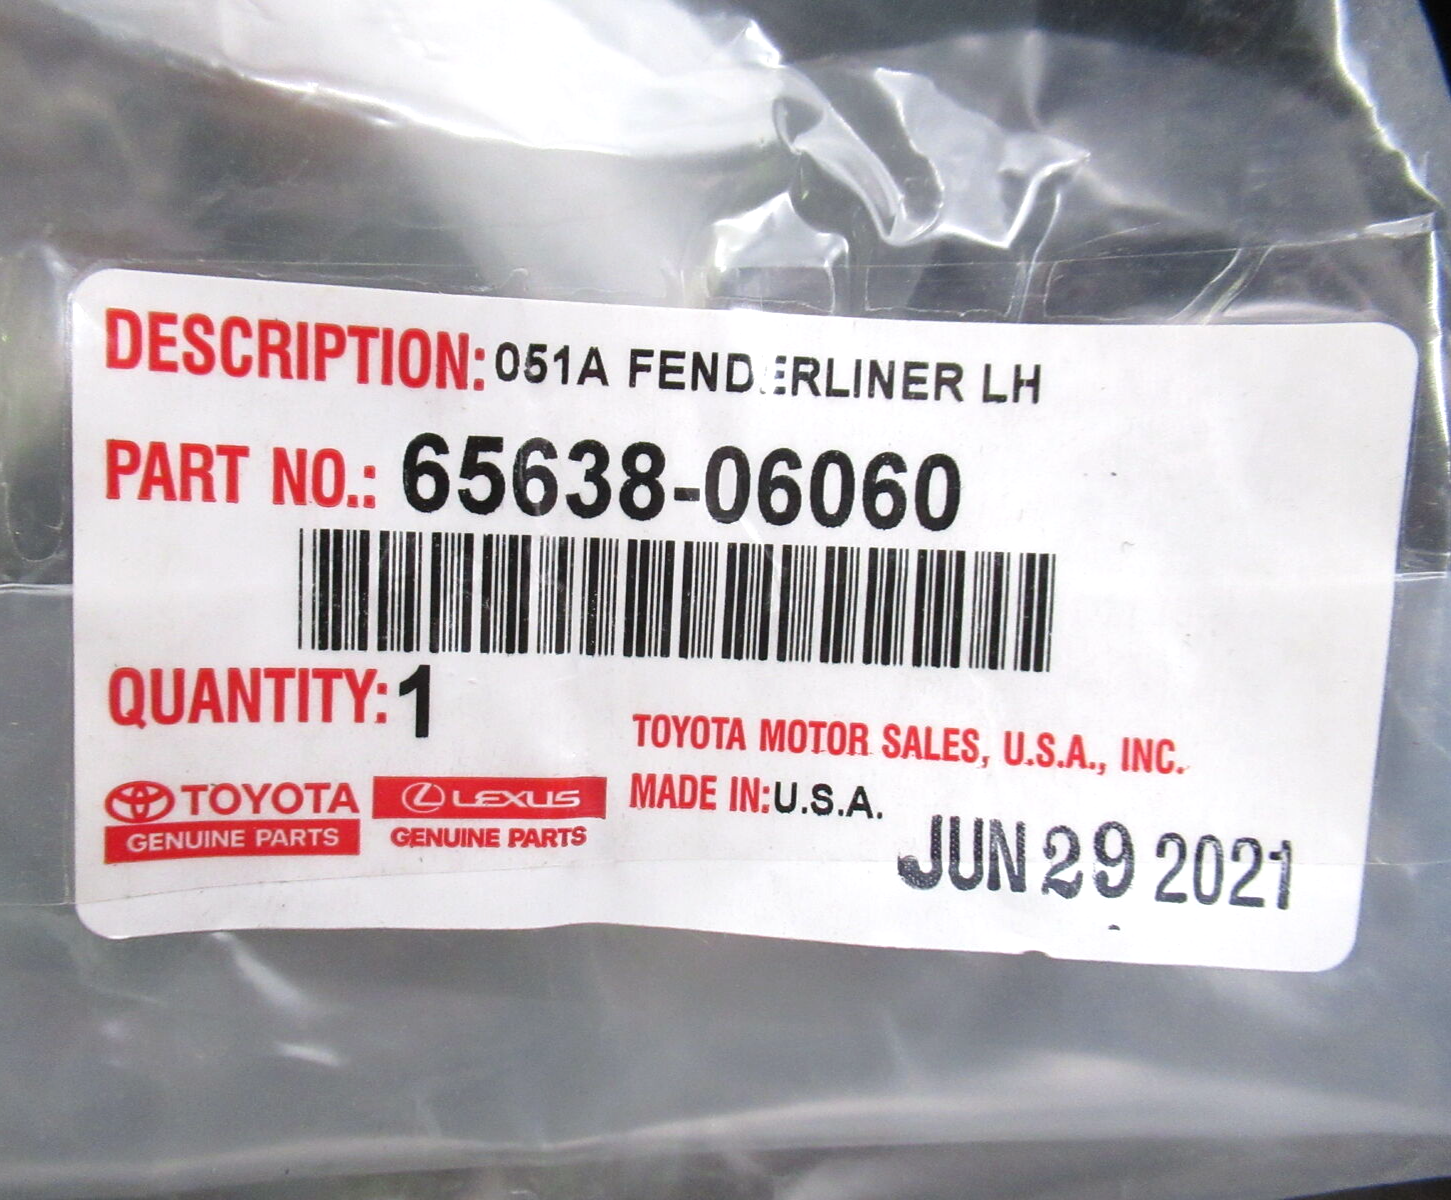 DESCRIPTION: 051A FENDERLINER LH
PART NO.: 65638-06060
QUANTITY: 1
TOYOTA MOTOR SALES, U.S.A., INC.
MADE IN: U.S.A.
TOYOTA
GENUINE PARTS
LEXUS
GENUINE PARTS
JUN 29 2021